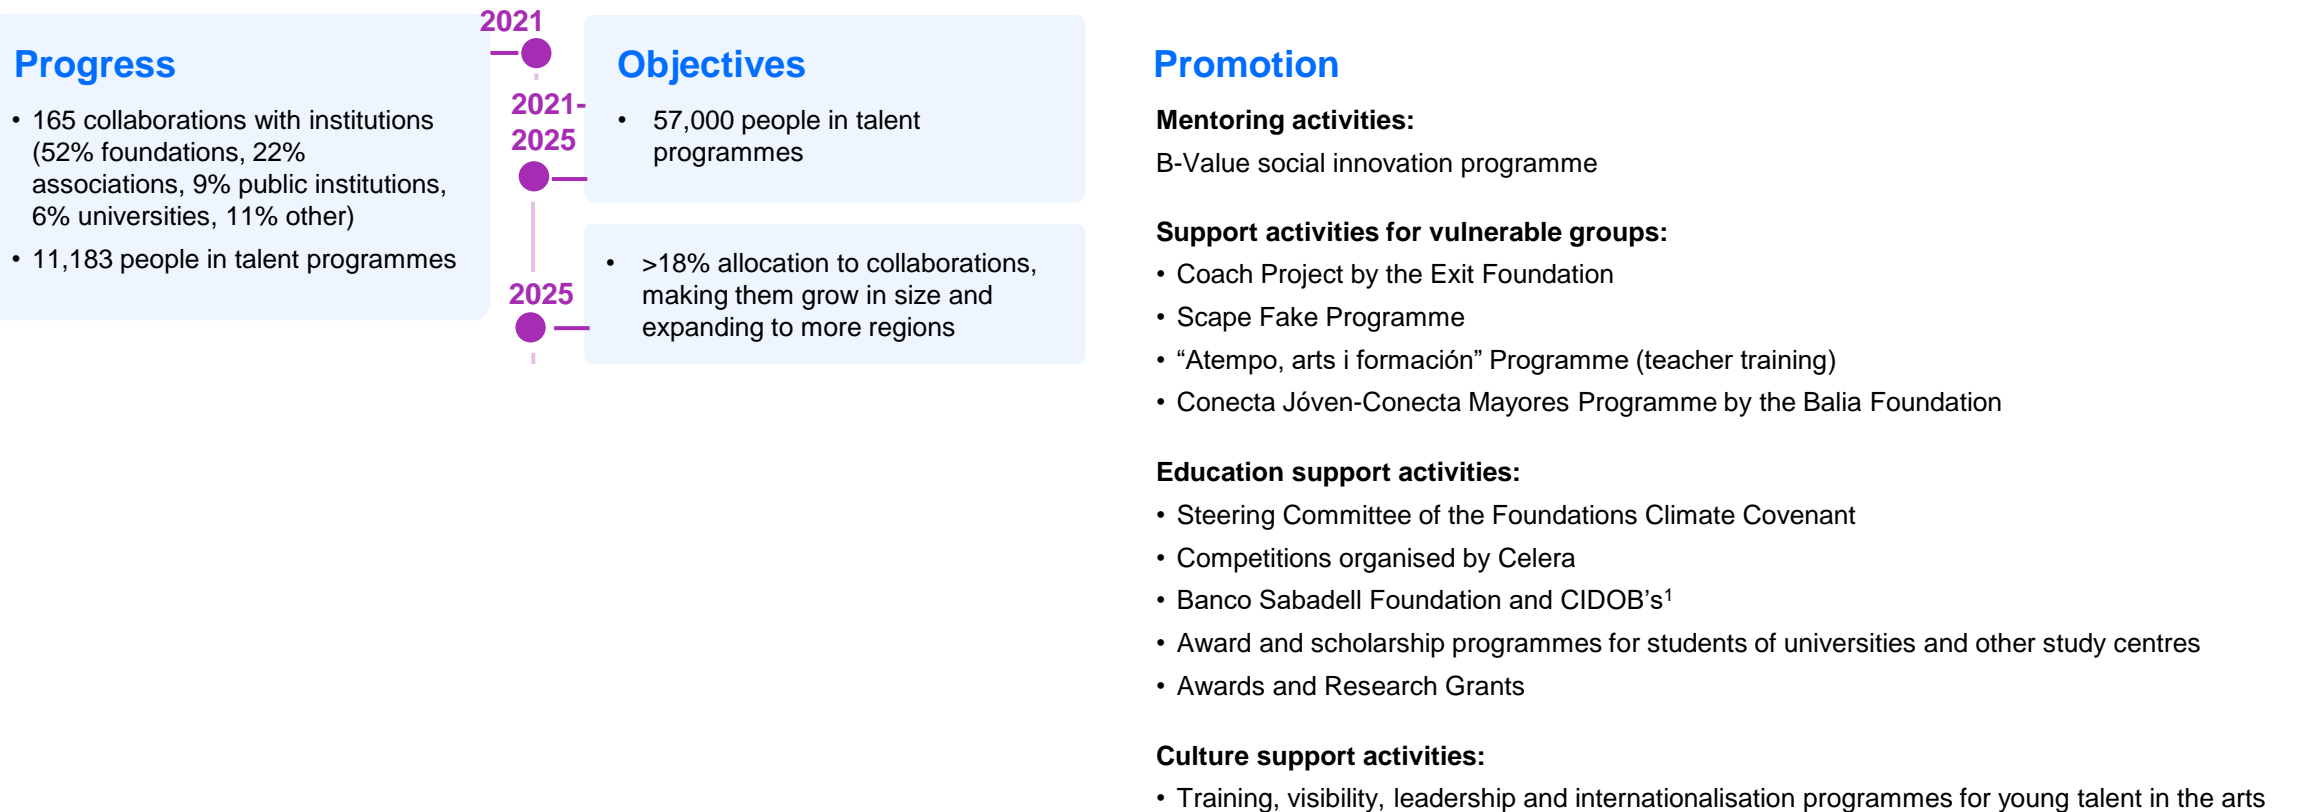 2021
Progress
• 165 collaborations with institutions
(52% foundations, 22%
associations, 9% public institutions,
6% universities, 11% other)
• 11,183 people in talent programmes
2021-
2025
2025
Objectives
• 57,000 people in talent
programmes
• >18% allocation to collaborations,
making them grow in size and
expanding to more regions
Promotion
Mentoring activities:
B-Value social innovation programme
Support activities for vulnerable groups:
• Coach Project by the Exit Foundation
• Scape Fake Programme
• “Atempo, arts i formación” Programme (teacher training)
• Conecta Jóven-Conecta Mayores Programme by the Balia Foundation
Education support activities:
• Steering Committee of the Foundations Climate Covenant
• Competitions organised by Celera
• Banco Sabadell Foundation and CIDOB’s¹
• Award and scholarship programmes for students of universities and other study centres
• Awards and Research Grants
Culture support activities:
• Training, visibility, leadership and internationalisation programmes for young talent in the arts